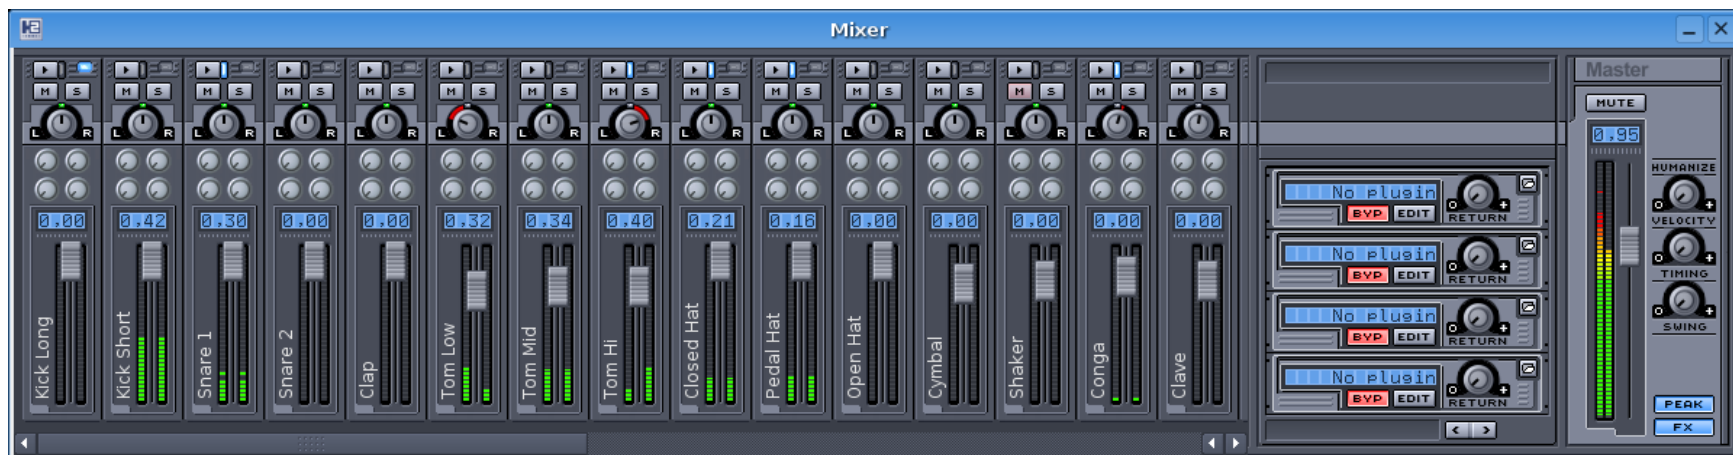 H2
Mixer
M S M S M S M S M S M S M S M S M S M S M S M S M S M S M S
L R L R L R L R L R L R L R L R L R L R L R L R L R L R L R
0,00 0,42 0,30 0,00 0,00 0,32 0,34 0,40 0,21 0,16 0,00 0,00 0,00 0,00 0,00
Kick Long
Kick Short
Snare 1
Snare 2
Clap
Tom Low
Tom Mid
Tom Hi
Closed Hat
Pedal Hat
Open Hat
Cymbal
Shaker
Conga
Clave
No plugin
BYP EDIT RETURN
No plugin
BYP EDIT RETURN
No plugin
BYP EDIT RETURN
No plugin
BYP EDIT RETURN
Master
MUTE
0,95
HUMANIZE
VELOCITY
TIMING
SWING
PEAK
FX